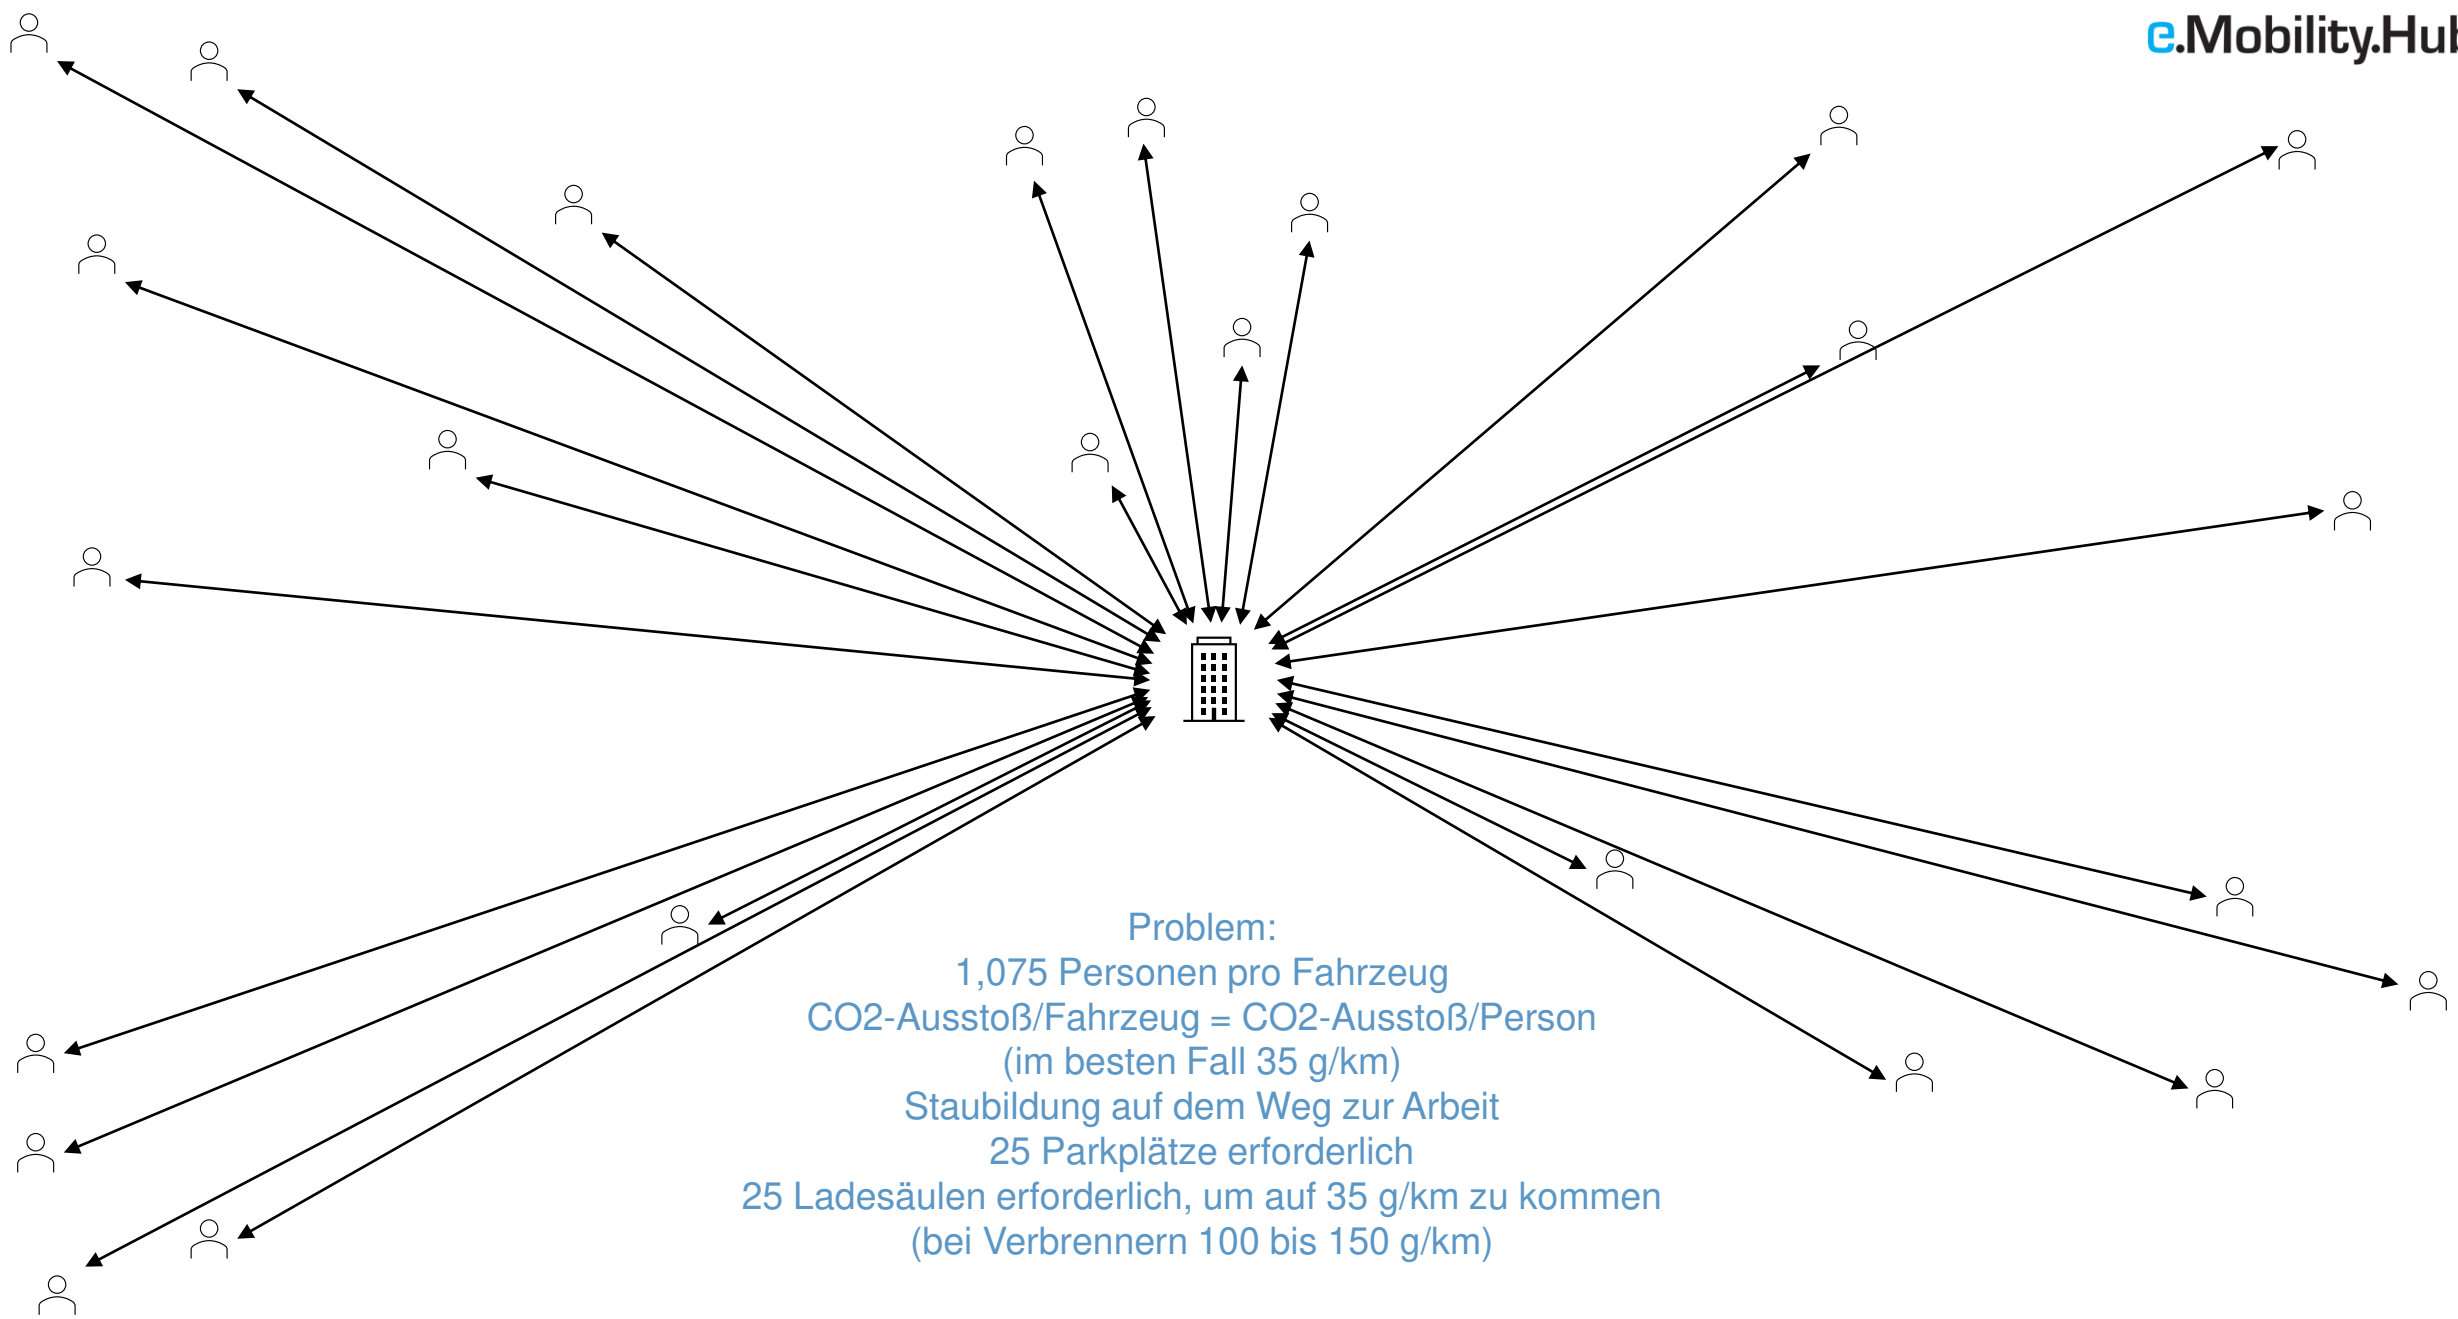 e.Mobility.Hub
Problem:
1,075 Personen pro Fahrzeug
CO2-Ausstoß/Fahrzeug = CO2-Ausstoß/Person
(im besten Fall 35 g/km)
Staubildung auf dem Weg zur Arbeit
25 Parkplätze erforderlich
25 Ladesäulen erforderlich, um auf 35 g/km zu kommen
(bei Verbrennern 100 bis 150 g/km)